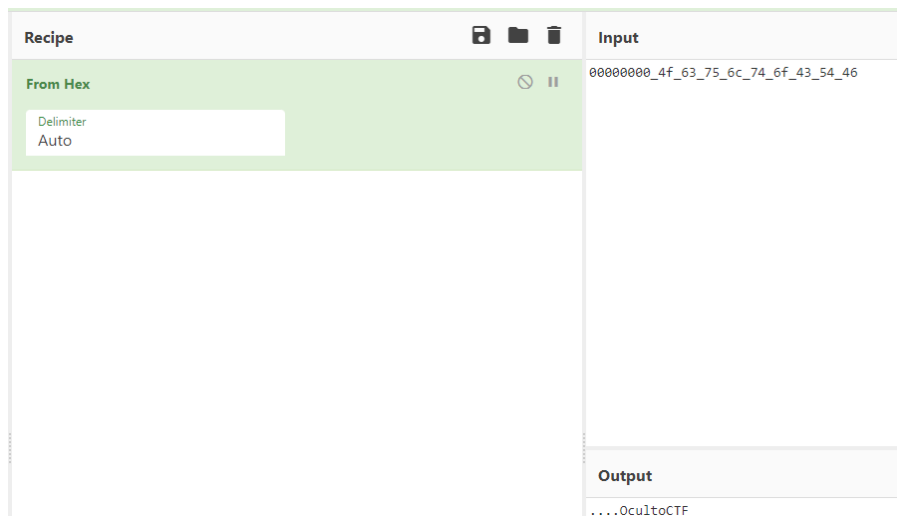 Recipe
From Hex
Delimiter
Auto
Input
00000000_4f_63_75_6c_74_6f_43_54_46
Output
....OcultoCTF